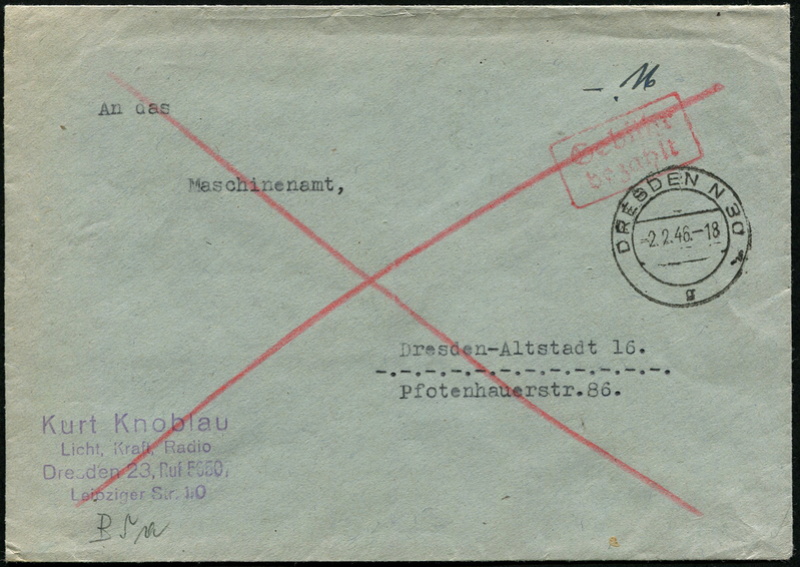 An das
-.16
Gebühr
bezahlt
Maschinenamt,
DRESDEN N 30
-2.2.46.-18
g
Dresden-Altstadt 16.
-.-.-.-.-.-.-.-.-.-.-.-.
Pfotenhauerstr.86.
Kurt Knoblau
Licht, Kraft, Radio
Dresden 23, Ruf
Leipziger Str.